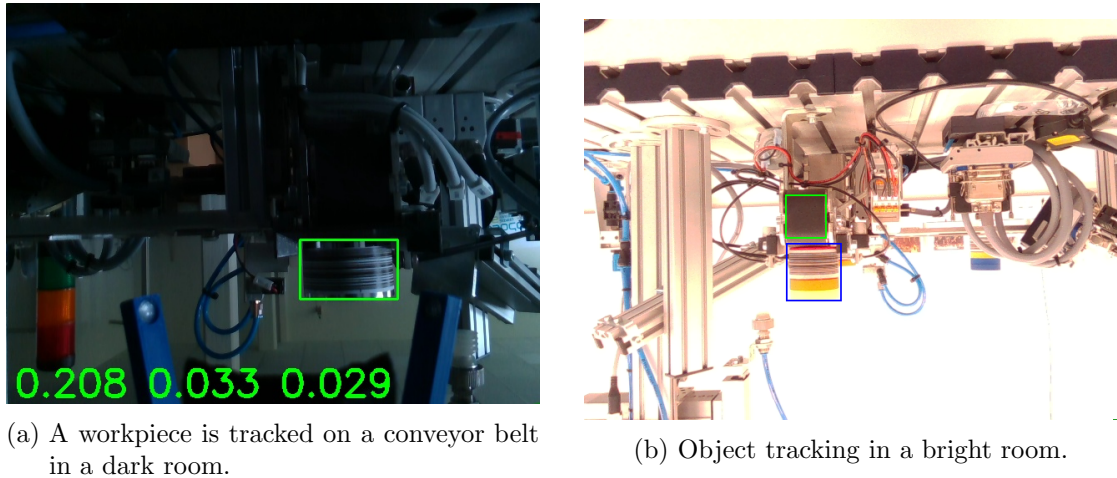 0.208 0.033 0.029
(a) A workpiece is tracked on a conveyor belt
in a dark room.
(b) Object tracking in a bright room.